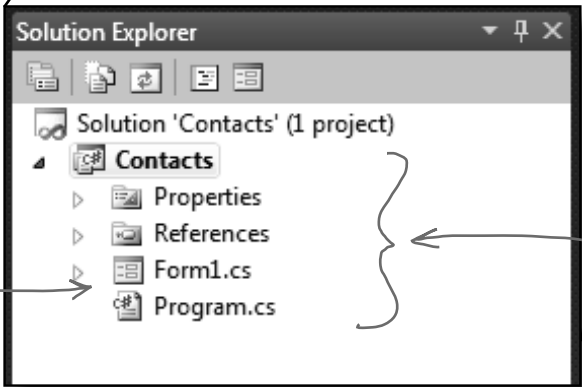 Solution Explorer
Solution 'Contacts' (1 project)
C# Contacts
Properties
References
Form1.cs
C# Program.cs